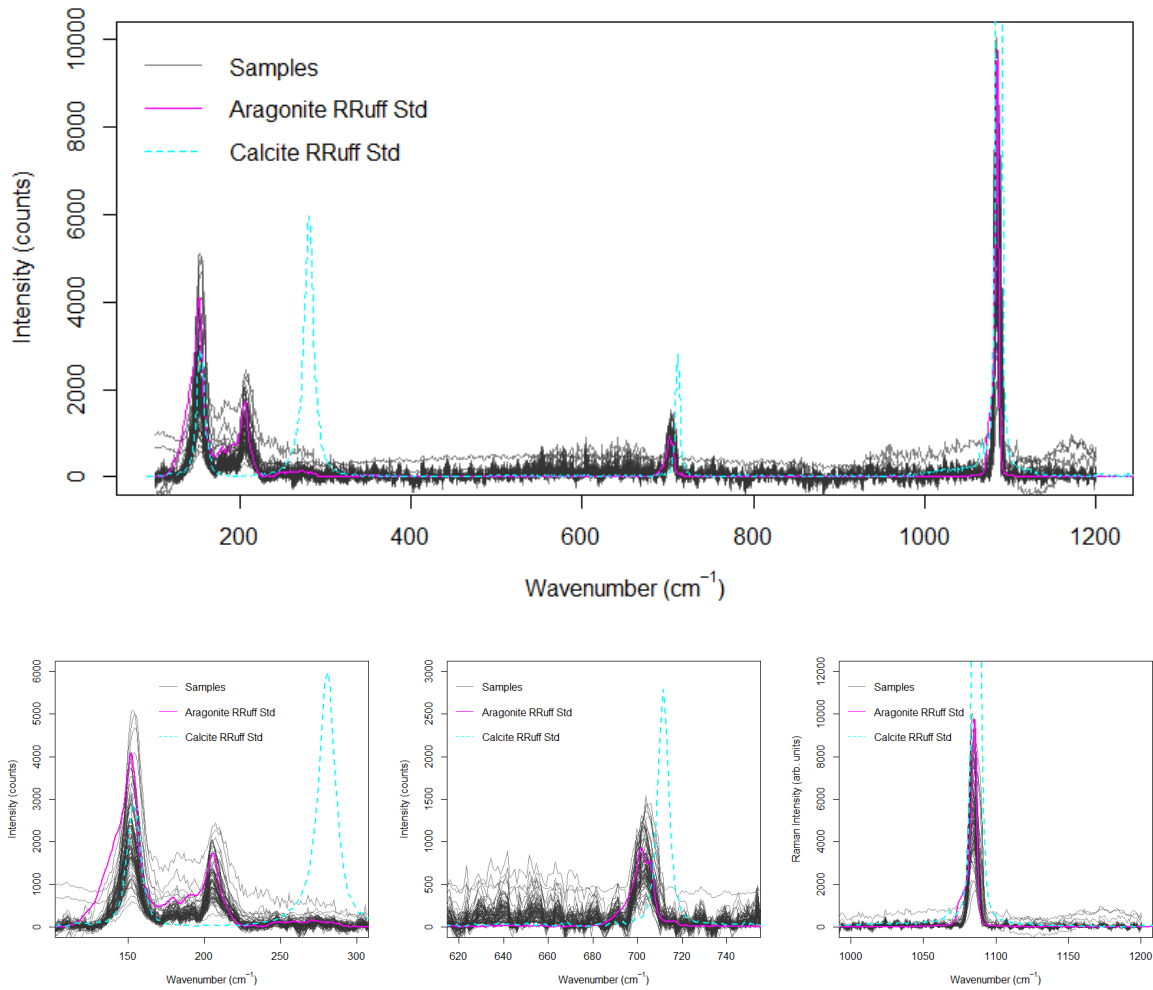 10000
8000
6000
4000
2000
0
Intensity (counts)
Samples
Aragonite RRuff Std
Calcite RRuff Std
200 400 600 800 1000 1200
Wavenumber (cm⁻¹)
6000
5000
4000
3000
2000
1000
0
Intensity (counts)
Samples
Aragonite RRuff Std
Calcite RRuff Std
150 200 250 300
Wavenumber (cm⁻¹)
3000
2500
2000
1500
1000
500
0
Intensity (counts)
Samples
Aragonite RRuff Std
Calcite RRuff Std
620 640 660 680 700 720 740
Wavenumber (cm⁻¹)
12000
10000
8000
6000
4000
2000
0
Raman Intensity (arb. units)
Samples
Aragonite RRuff Std
Calcite RRuff Std
1000 1050 1100 1150 1200
Wavenumber (cm⁻¹)